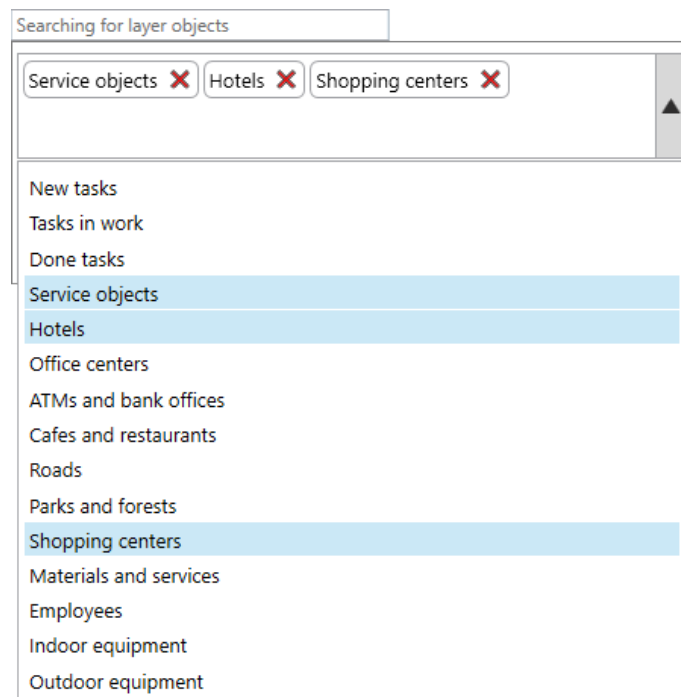 Searching for layer objects
Service objects Hotels Shopping centers
New tasks
Tasks in work
Done tasks
Service objects
Hotels
Office centers
ATMs and bank offices
Cafes and restaurants
Roads
Parks and forests
Shopping centers
Materials and services
Employees
Indoor equipment
Outdoor equipment